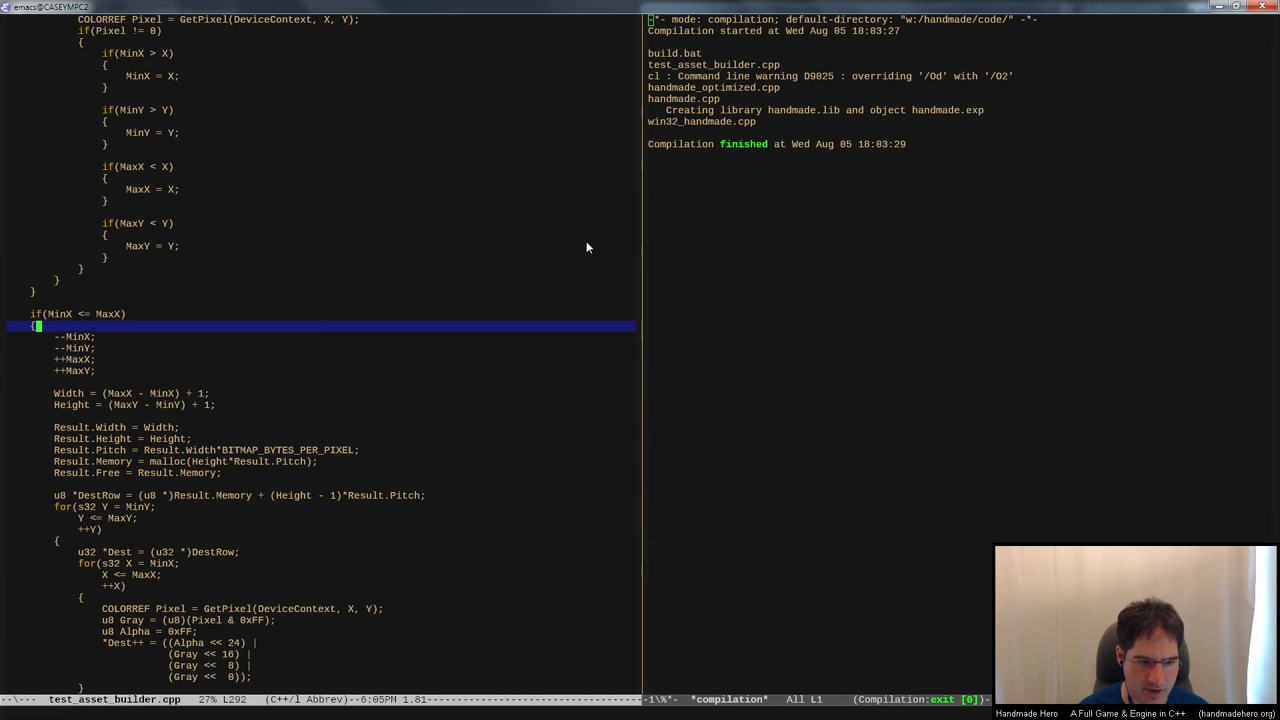 emacs@CASEYMPC2
COLORREF Pixel = GetPixel(DeviceContext, X, Y);
if(Pixel != 0)
{
if(MinX > X)
{
MinX = X;
}
if(MinY > Y)
{
MinY = Y;
}
if(MaxX < X)
{
MaxX = X;
}
if(MaxY < Y)
{
MaxY = Y;
}
}
}
}
if(MinX <= MaxX)
{
--MinX;
--MinY;
++MaxX;
++MaxY;
Width = (MaxX - MinX) + 1;
Height = (MaxY - MinY) + 1;
Result.Width = Width;
Result.Height = Height;
Result.Pitch = Result.Width*BITMAP_BYTES_PER_PIXEL;
Result.Memory = malloc(Height*Result.Pitch);
Result.Free = Result.Memory;
u8 *DestRow = (u8 *)Result.Memory + (Height - 1)*Result.Pitch;
for(s32 Y = MinY;
Y <= MaxY;
++Y)
{
u32 *Dest = (u32 *)DestRow;
for(s32 X = MinX;
X <= MaxX;
++X)
{
COLORREF Pixel = GetPixel(DeviceContext, X, Y);
u8 Gray = (u8)(Pixel & 0xFF);
u8 Alpha = 0xFF;
*Dest++ = ((Alpha << 24) |
(Gray << 16) |
(Gray << 8) |
(Gray << 0));
}
--\--- test_asset_builder.cpp 27% L292 (C++/l Abbrev)--6:05PM 1.81---
-*- mode: compilation; default-directory: "w:/handmade/code/" -*-
Compilation started at Wed Aug 05 18:03:27
build.bat
test_asset_builder.cpp
cl : Command line warning D9025 : overriding '/Od' with '/O2'
handmade_optimized.cpp
handmade.cpp
Creating library handmade.lib and object handmade.exp
win32_handmade.cpp
Compilation finished at Wed Aug 05 18:03:29
-1\%*- *compilation* All L1 (Compilation:exit [0])-
Handmade Hero A Full Game & Engine in C++ (handmadehero.org)